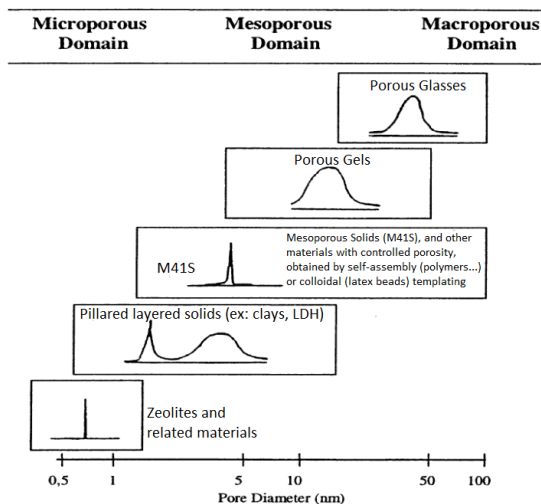 Microporous Domain
Mesoporous Domain
Macroporous Domain
Porous Glasses
Porous Gels
Mesoporous Solids (M41S), and other
materials with controlled porosity,
obtained by self-assembly (polymers...)
or colloidal (latex beads) templating
M41S
Pillared layered solids (ex: clays, LDH)
Zeolites and
related materials
0,5 1 5 10 50 100
Pore Diameter (nm)